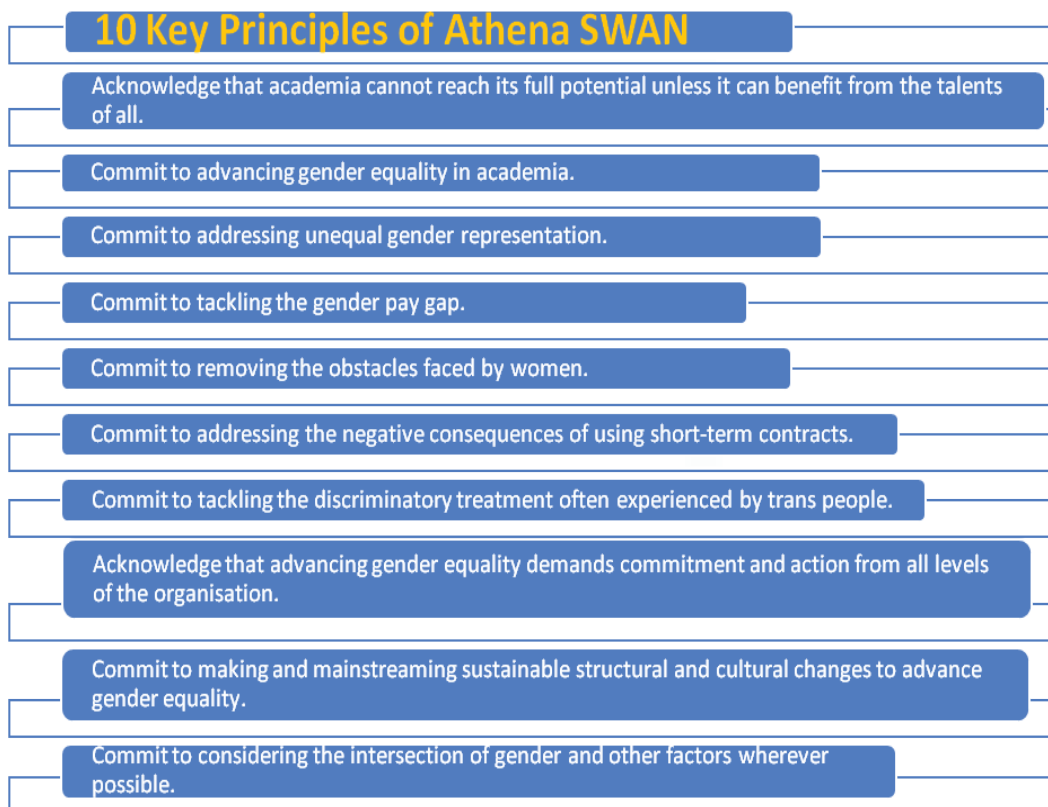 10 Key Principles of Athena SWAN
Acknowledge that academia cannot reach its full potential unless it can benefit from the talents
of all.
Commit to advancing gender equality in academia.
Commit to addressing unequal gender representation.
Commit to tackling the gender pay gap.
Commit to removing the obstacles faced by women.
Commit to addressing the negative consequences of using short-term contracts.
Commit to tackling the discriminatory treatment often experienced by trans people.
Acknowledge that advancing gender equality demands commitment and action from all levels
of the organisation.
Commit to making and mainstreaming sustainable structural and cultural changes to advance
gender equality.
Commit to considering the intersection of gender and other factors wherever
possible.